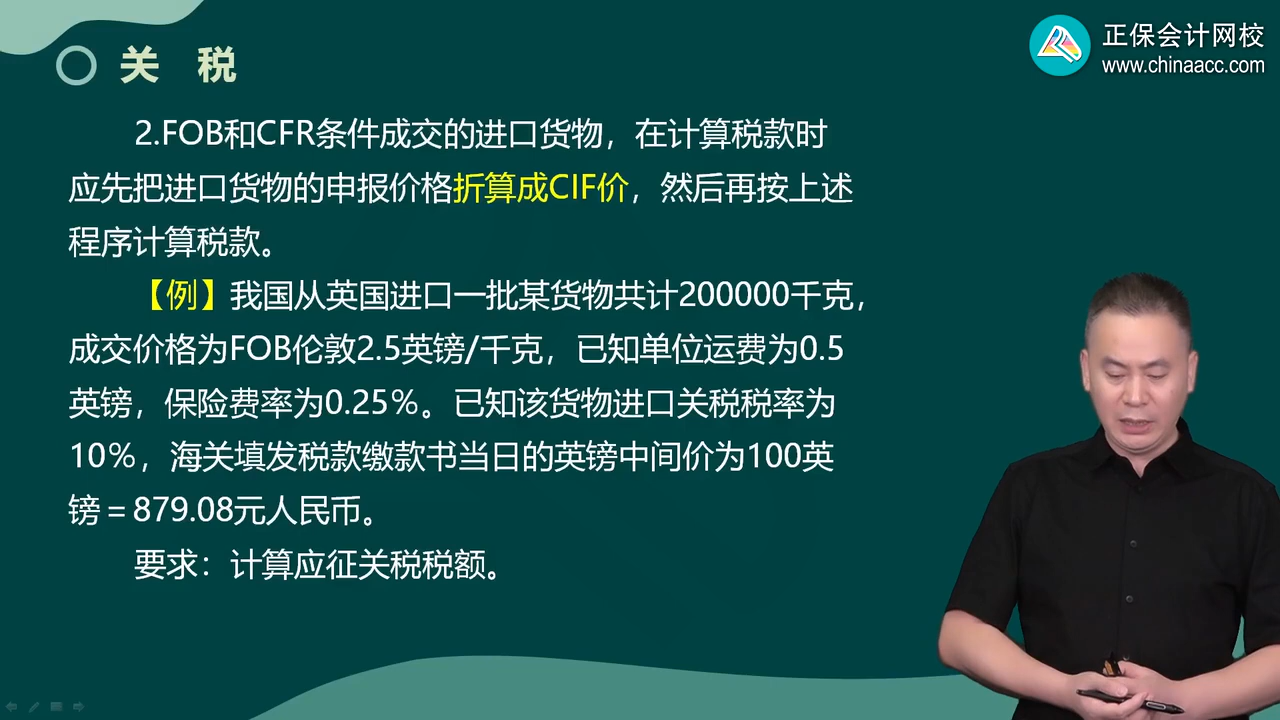 关 税
正保会计网校
www.chinaacc.com
2.FOB和CFR条件成交的进口货物，在计算税款时
应先把进口货物的申报价格折算成CIF价，然后再按上述
程序计算税款。
【例】我国从英国进口一批某货物共计200000千克，
成交价格为FOB伦敦2.5英镑/千克，已知单位运费为0.5
英镑，保险费率为0.25%。已知该货物进口关税税率为
10%，海关填发税款缴款书当日的英镑中间价为100英
镑＝879.08元人民币。
要求：计算应征关税税额。